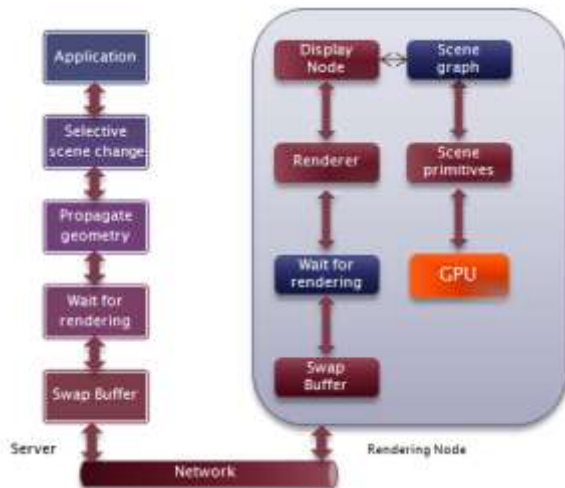 Application
Selective
scene change
Propagate
geometry
Wait for
rendering
Swap Buffer
Server
Display
Node
Scene
graph
Renderer
Scene
primitives
Wait for
rendering
GPU
Swap
Buffer
Rendering Node
Network